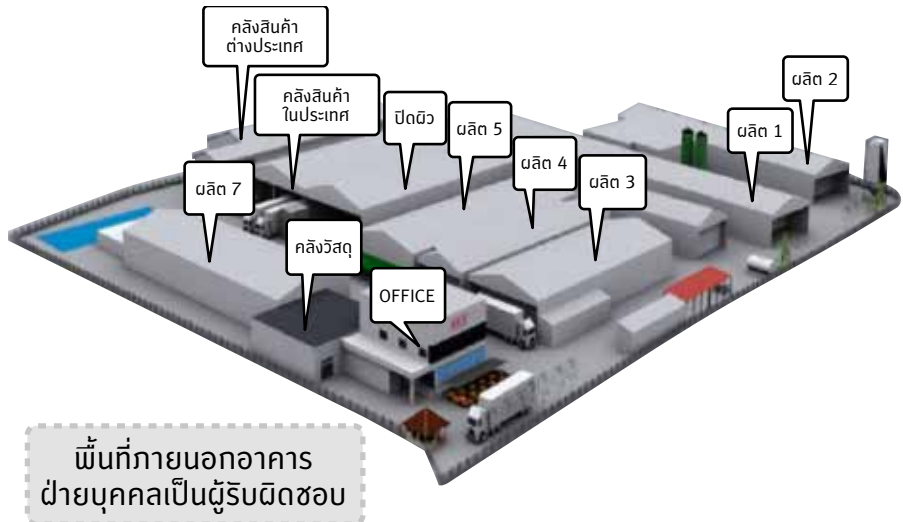 คลังสินค้า
ต่างประเทศ
คลังสินค้า
ในประเทศ
ปิดผิว
ผลิต 5
ผลิต 4
ผลิต 3
ผลิต 2
ผลิต 1
ผลิต 7
คลังวัสดุ
OFFICE
พื้นที่ภายนอกอาคาร
ฝ่ายบุคคลเป็นผู้รับผิดชอบ